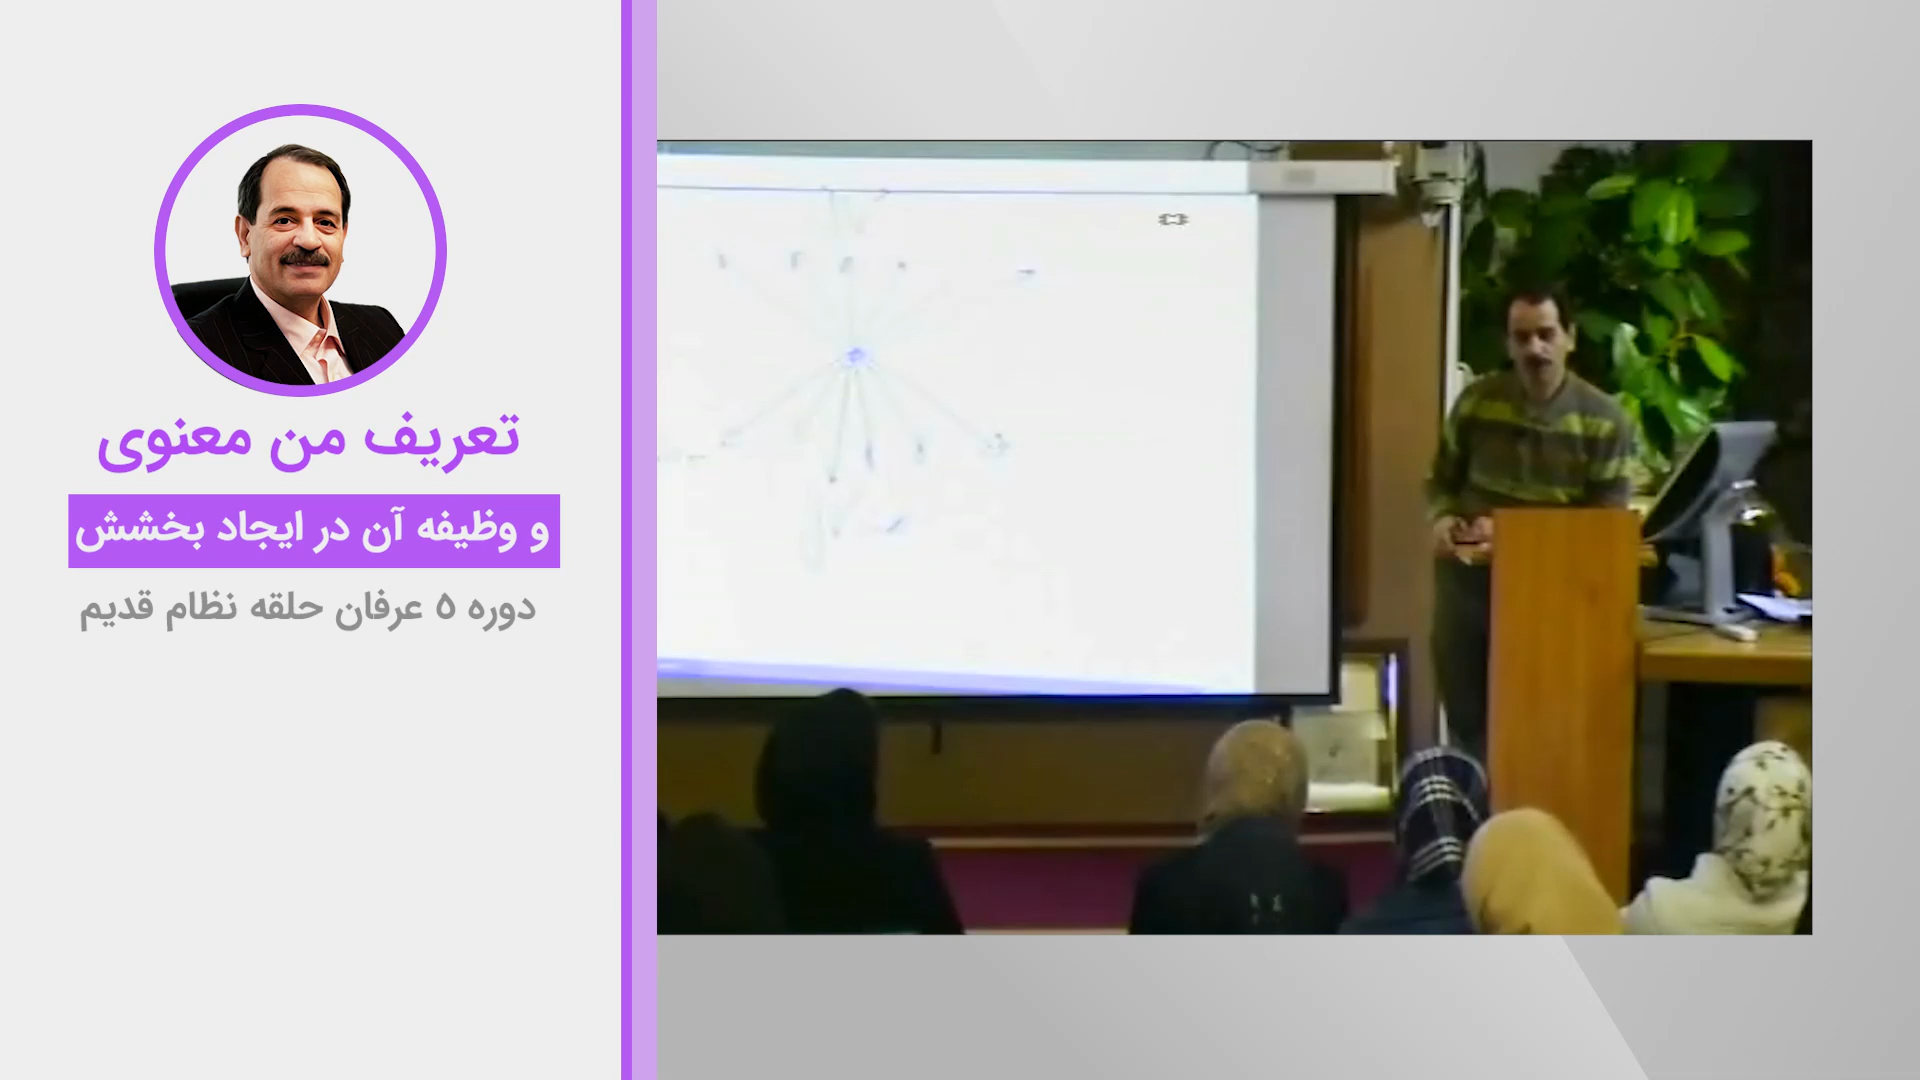 تعریف من معنوی
و وظیفه آن در ایجاد بخشش
دوره ۵ عرفان حلقه نظام قدیم